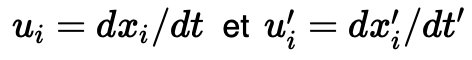 u_i = dx_i/dt et u'_i = dx'_i/dt'